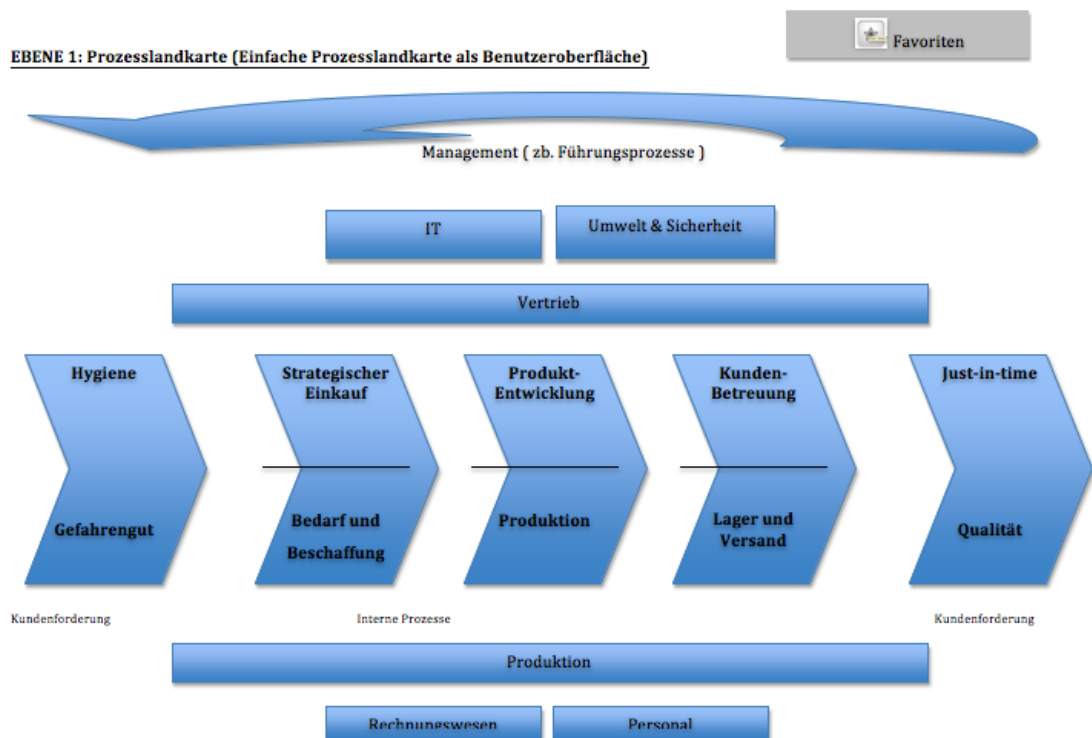 Favoriten
EBENE 1: Prozesslandkarte (Einfache Prozesslandkarte als Benutzeroberfläche)
Management ( zb. Führungsprozesse )
IT
Umwelt & Sicherheit
Vertrieb
Hygiene
Strategischer
Einkauf
Produkt-
Entwicklung
Kunden-
Betreuung
Just-in-time
Gefahrengut
Bedarf und
Beschaffung
Produktion
Lager und
Versand
Qualität
Kundenforderung
Interne Prozesse
Kundenforderung
Produktion
Rechnungswesen
Personal